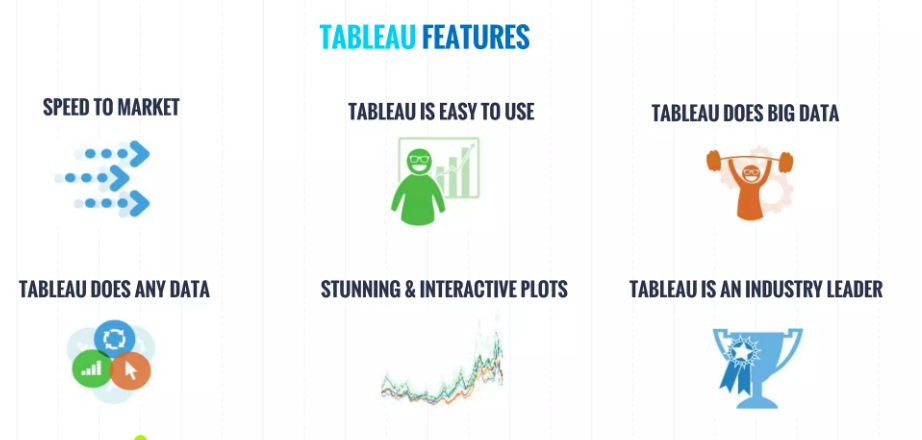 TABLEAU FEATURES
SPEED TO MARKET
TABLEAU IS EASY TO USE
TABLEAU DOES BIG DATA
TABLEAU DOES ANY DATA
STUNNING & INTERACTIVE PLOTS
TABLEAU IS AN INDUSTRY LEADER